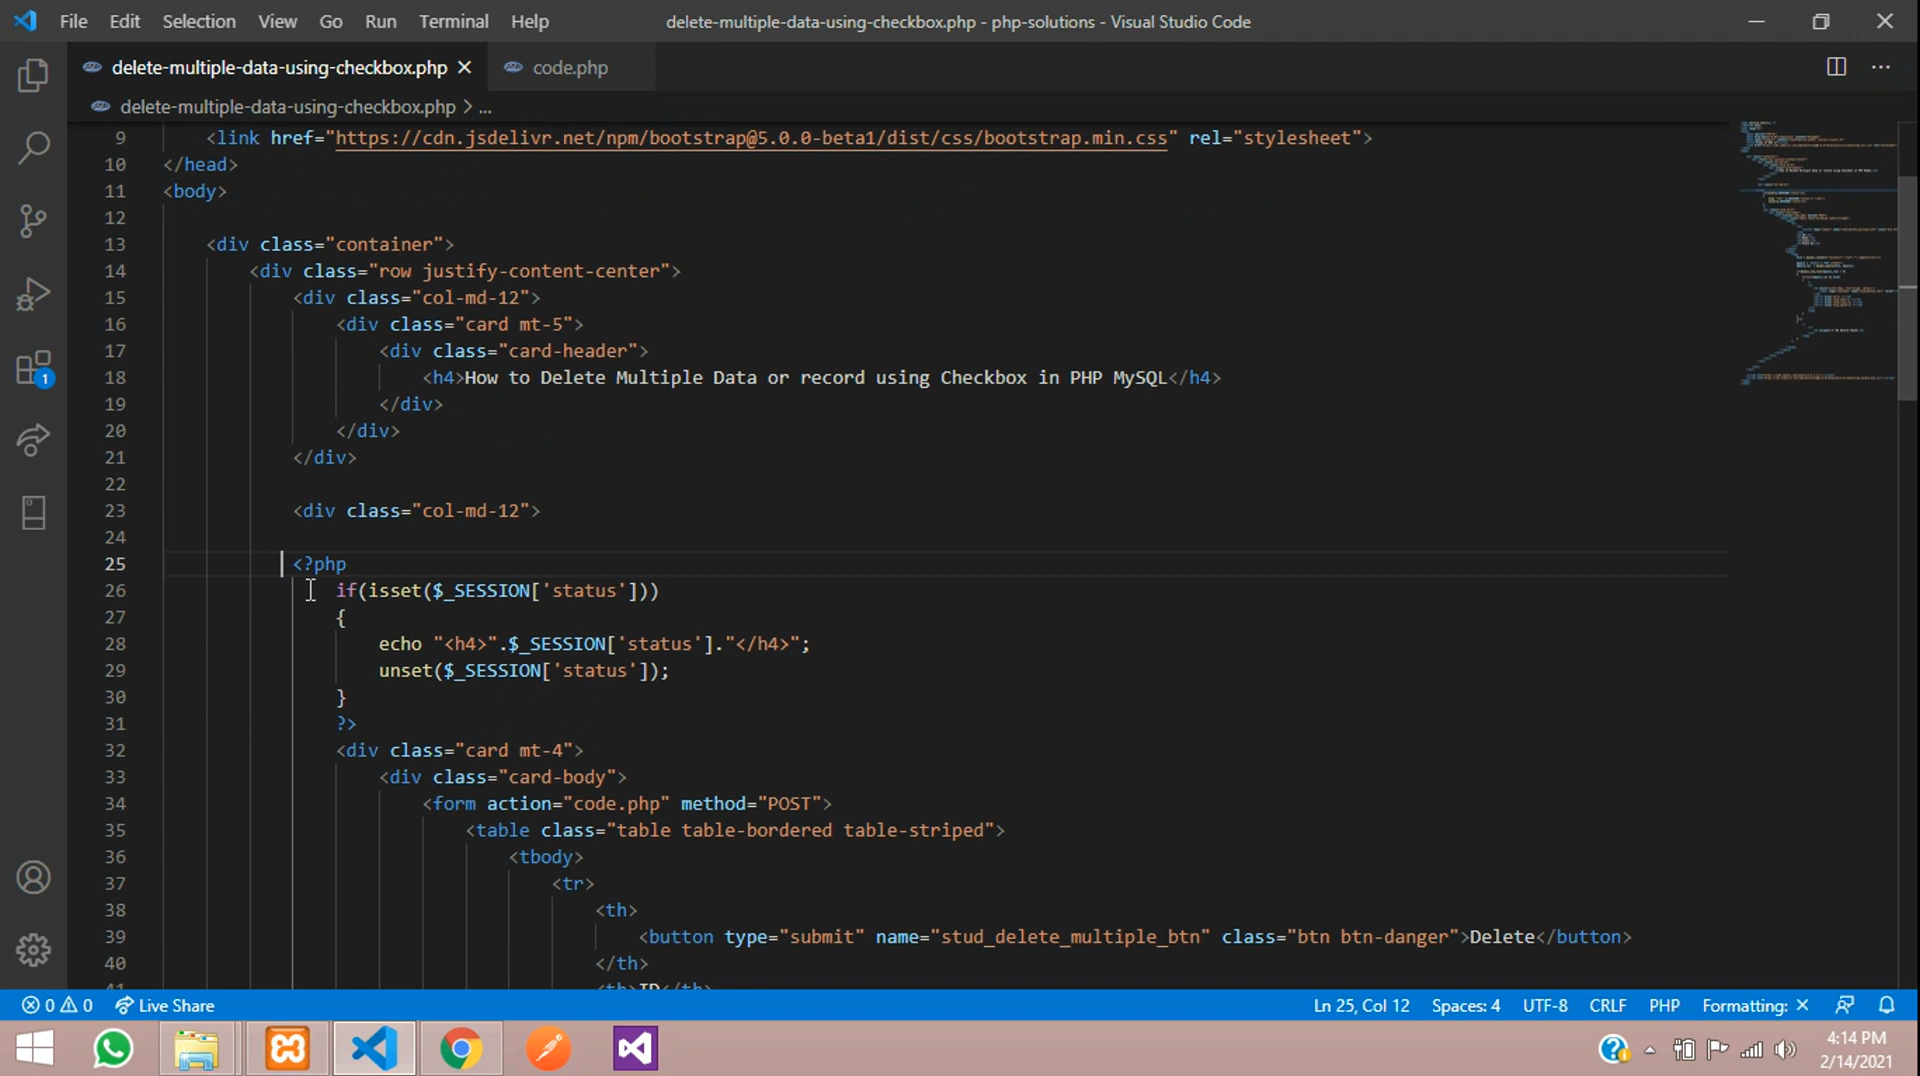 File Edit Selection View Go Run Terminal Help delete-multiple-data-using-checkbox.php - php-solutions - Visual Studio Code
delete-multiple-data-using-checkbox.php code.php
delete-multiple-data-using-checkbox.php > ...
9 <link href="https://cdn.jsdelivr.net/npm/bootstrap@5.0.0-beta1/dist/css/bootstrap.min.css" rel="stylesheet">
10 </head>
11 <body>
12
13 <div class="container">
14 <div class="row justify-content-center">
15 <div class="col-md-12">
16 <div class="card mt-5">
17 <div class="card-header">
18 <h4>How to Delete Multiple Data or record using Checkbox in PHP MySQL</h4>
19 </div>
20 </div>
21 </div>
22
23 <div class="col-md-12">
24
25 <?php
26 if(isset($_SESSION['status']))
27 {
28 echo "<h4>".$_SESSION['status']."</h4>";
29 unset($_SESSION['status']);
30 }
31 ?>
32 <div class="card mt-4">
33 <div class="card-body">
34 <form action="code.php" method="POST">
35 <table class="table table-bordered table-striped">
36 <tbody>
37 <tr>
38 <th>
39 <button type="submit" name="stud_delete_multiple_btn" class="btn btn-danger">Delete</button>
40 </th>
41 <th>ID</th>
1
0 0 Live Share Ln 25, Col 12 Spaces: 4 UTF-8 CRLF PHP Formatting: ×
4:14 PM
2/14/2021